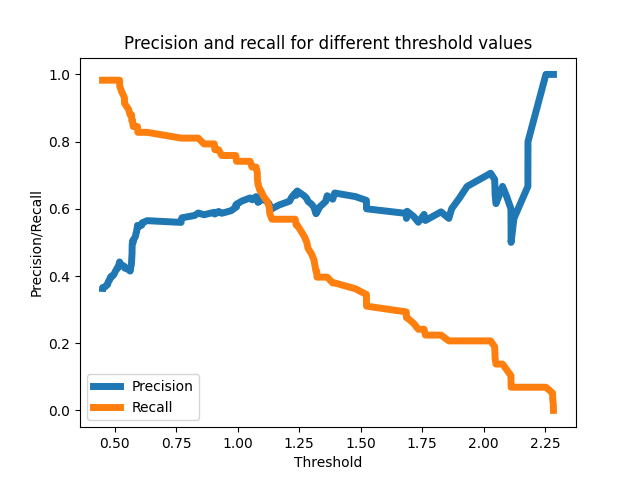 Precision and recall for different threshold values
1.0
0.8
0.6
0.4
0.2
0.0
Precision/Recall
Precision
Recall
0.50 0.75 1.00 1.25 1.50 1.75 2.00 2.25
Threshold